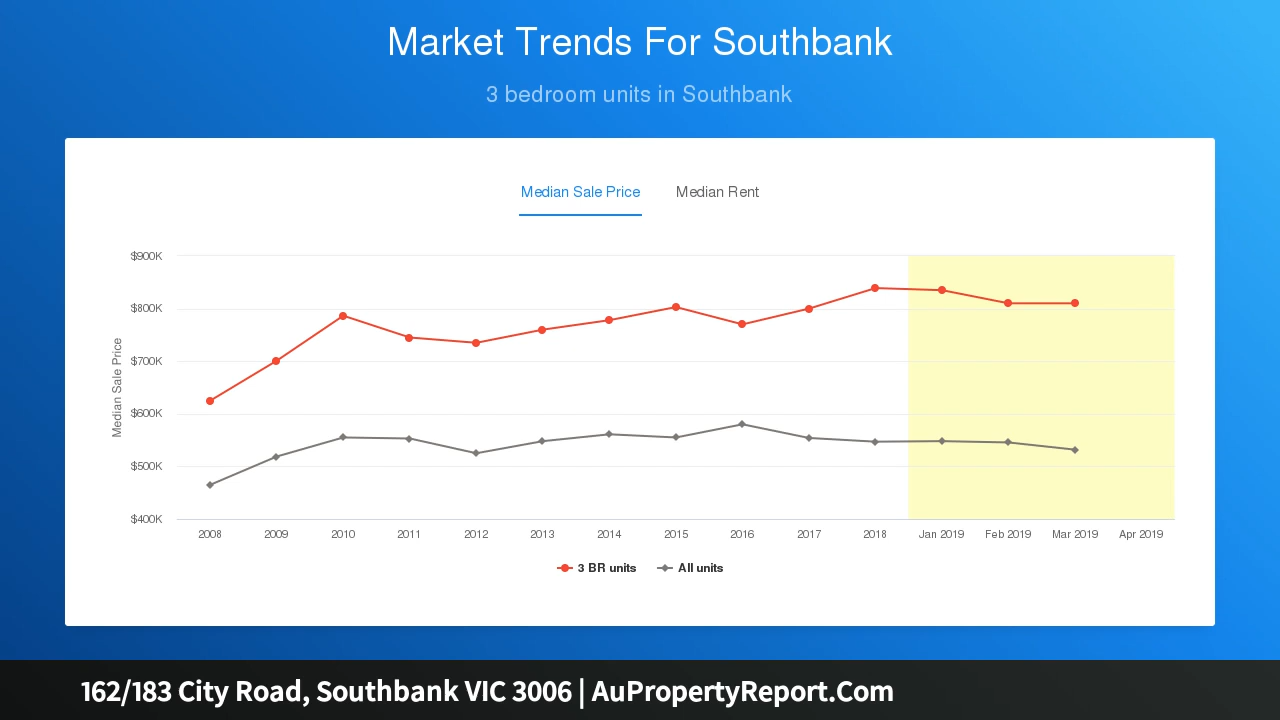 Market Trends For Southbank
3 bedroom units in Southbank
Median Sale Price Median Rent
$900K
$800K
$700K
$600K
$500K
$400K
Median Sale Price
2008 2009 2010 2011 2012 2013 2014 2015 2016 2017 2018 Jan 2019 Feb 2019 Mar 2019 Apr 2019
3 BR units All units
162/183 City Road, Southbank VIC 3006 | AuPropertyReport.Com